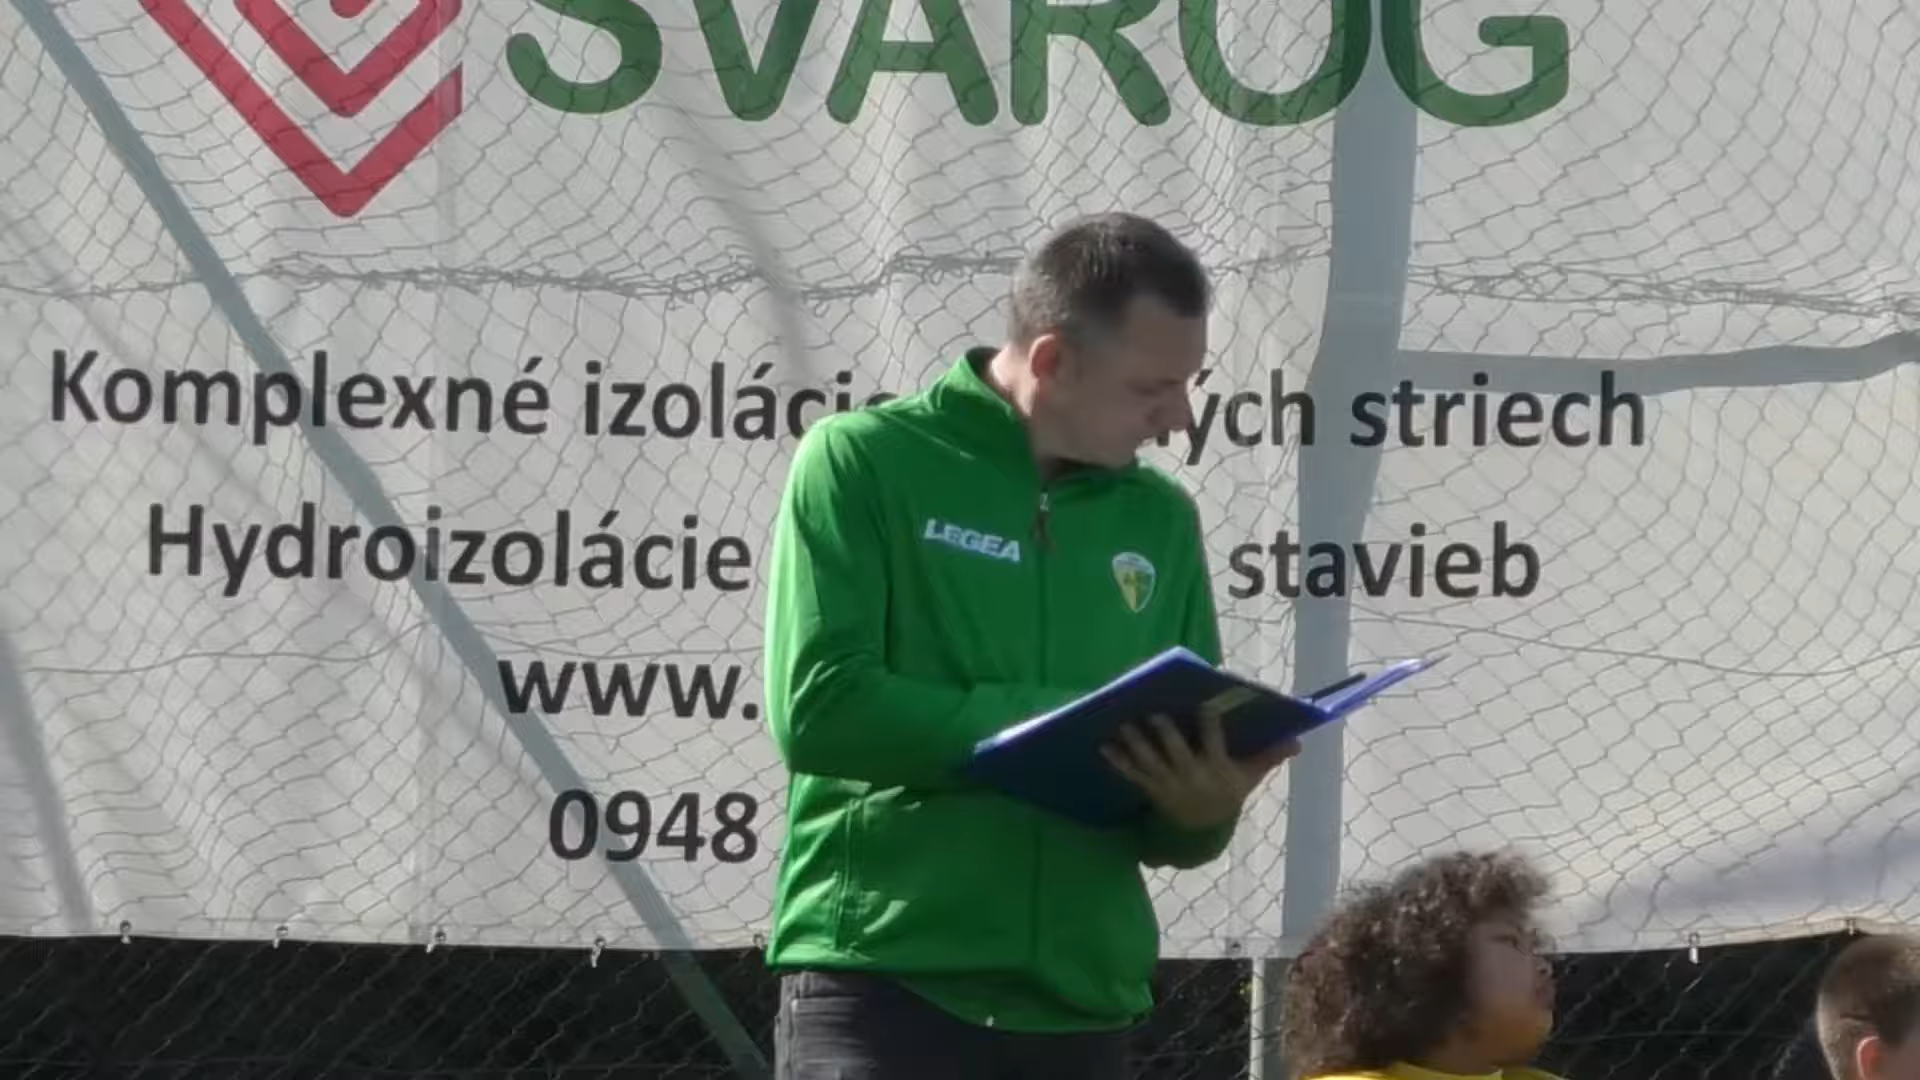 SVAROG
Komplexné izolácie ých striech
Hydroizolácie stavieb
www.
0948
LEGEA